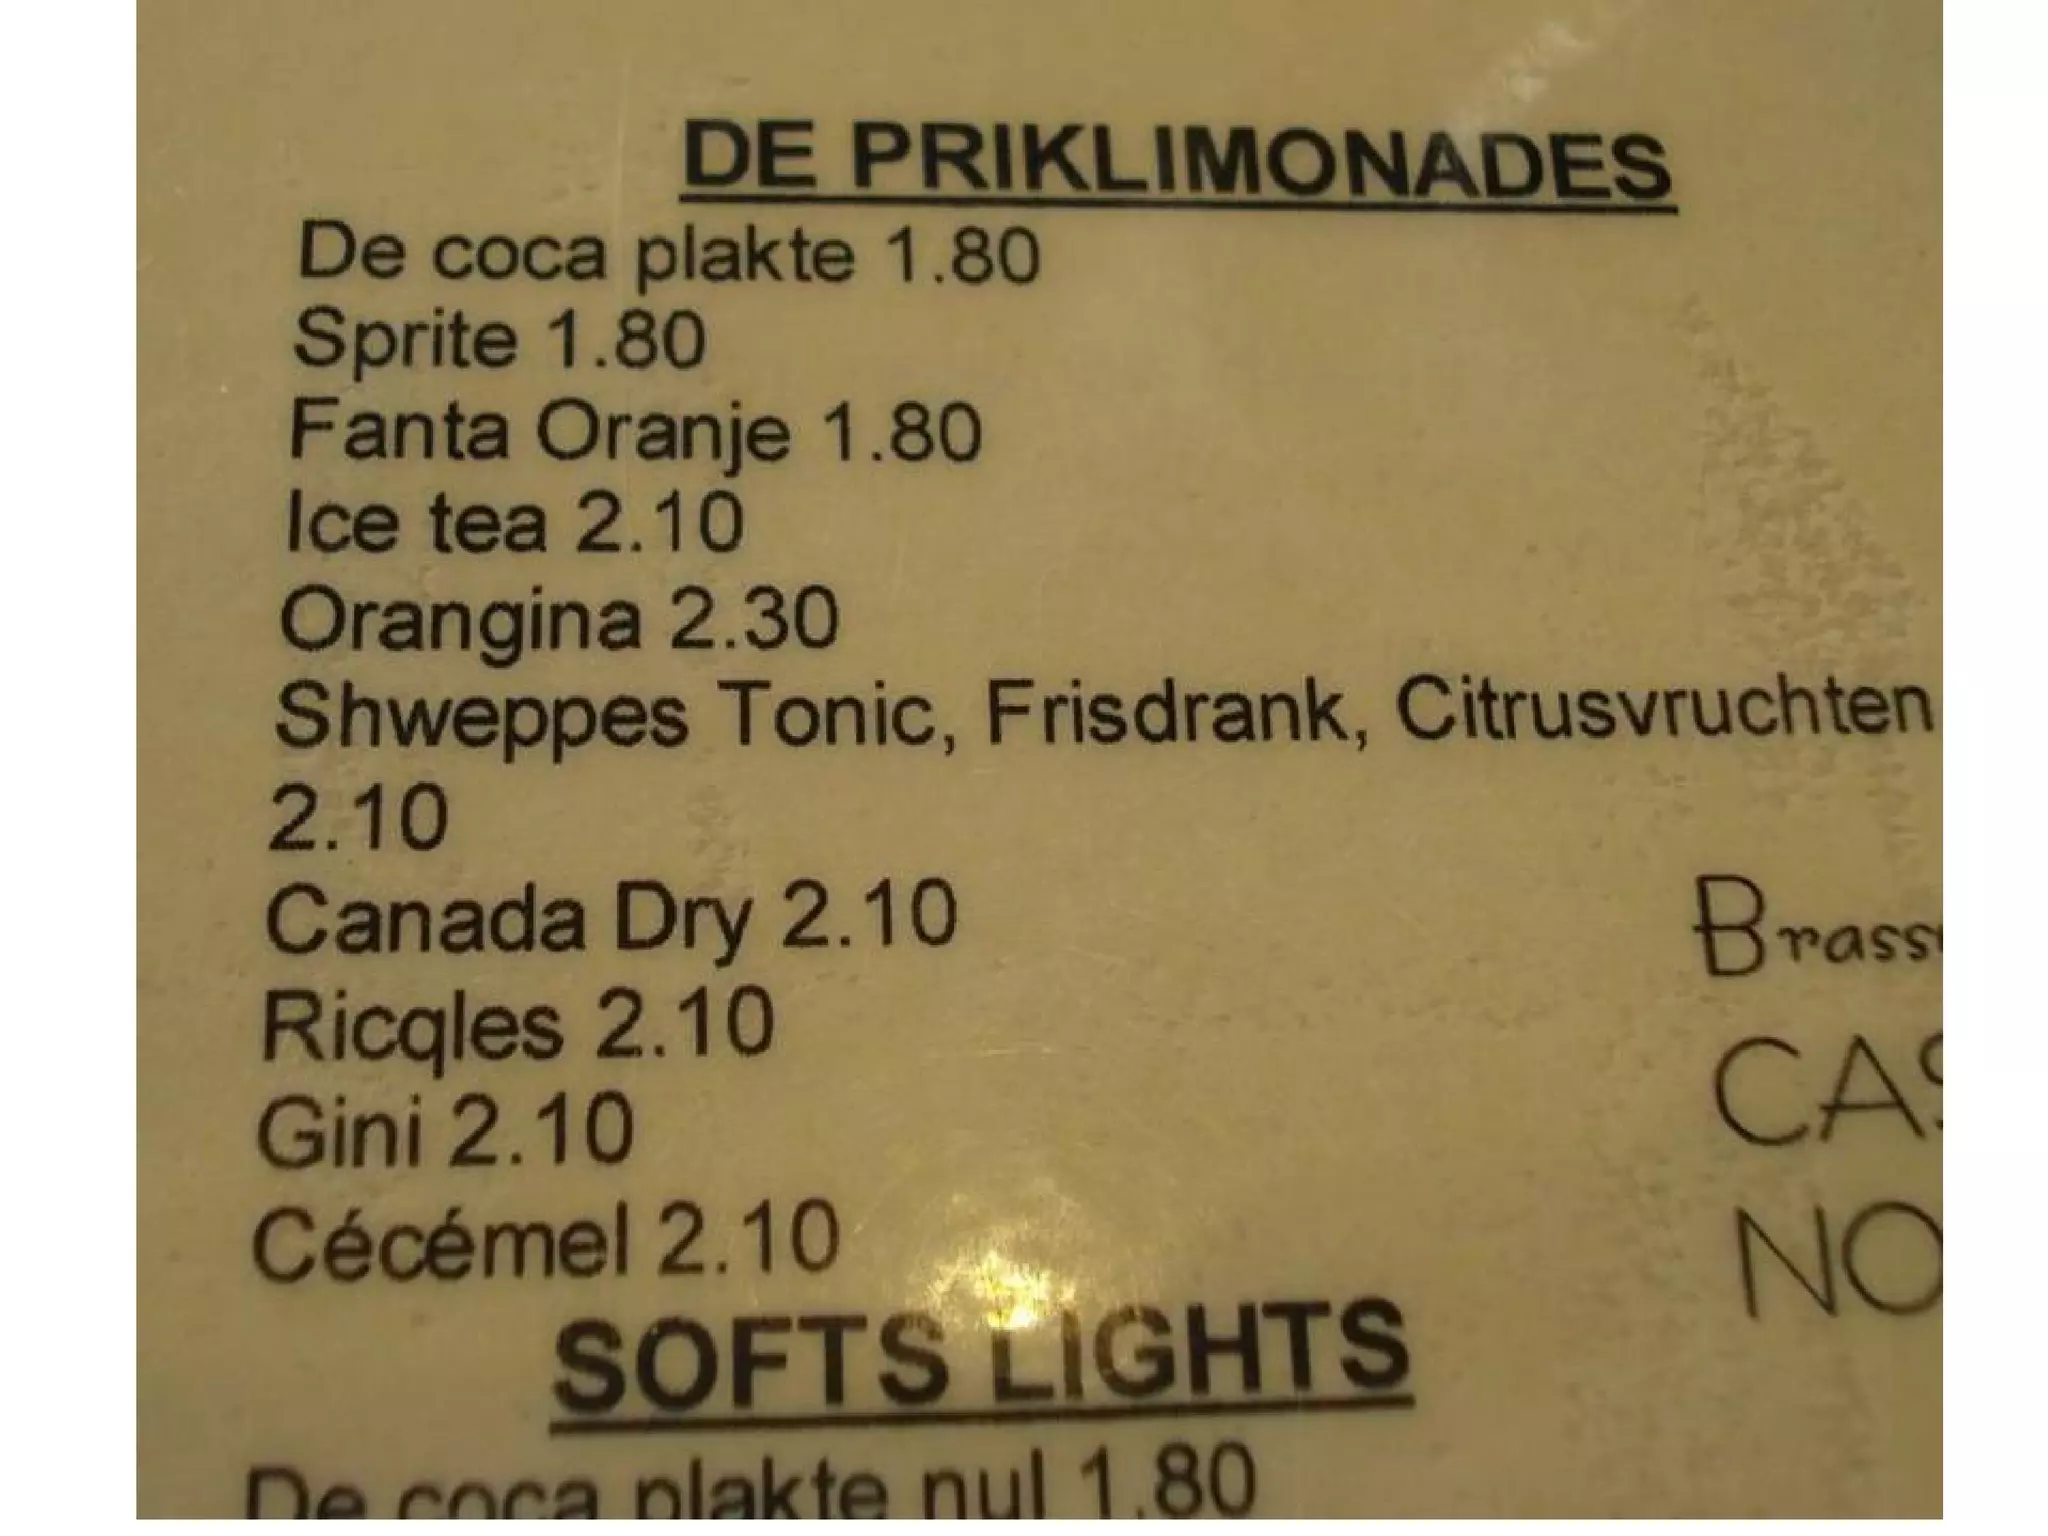 DE PRIKLIMONADES
De coca plakte 1.80
Sprite 1.80
Fanta Oranje 1.80
Ice tea 2.10
Orangina 2.30
Shweppes Tonic, Frisdrank, Citrusvruchten
2.10
Canada Dry 2.10
Ricqles 2.10
Gini 2.10
Cécémel 2.10
SOFTS LIGHTS
De coca plakte nul 1.80